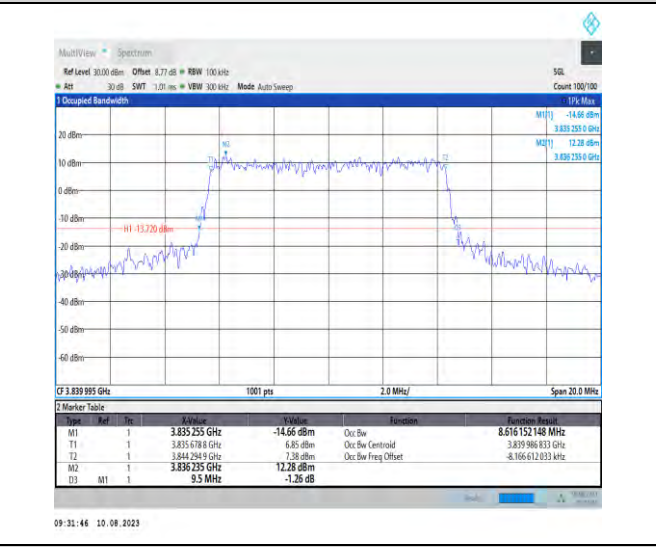 MultiView Spectrum
Ref Level 30.00 dBm Offset 8.77 dB RBW 100 kHz SGL
Att 30 dB SWT 1.01 ms VBW 300 kHz Mode Auto Sweep Count 100/100
1 Occupied Bandwidth 1Pk Max
M1[1] -14.66 dBm
3.835 255 0 GHz
20 dBm
M2[1] 12.28 dBm
3.836 235 0 GHz
M2
T1
T2
10 dBm
0 dBm
-10 dBm
H1 -13.720 dBm
-20 dBm
-30 dBm
-40 dBm
-50 dBm
-60 dBm
CF 3.839 995 GHz 1001 pts 2.0 MHz/ Span 20.0 MHz
2 Marker Table
Type Ref Trc X-Value Y-Value Function Function Result
M1 1 3.835 255 GHz -14.66 dBm Occ Bw 8.616 152 148 MHz
T1 1 3.835 678 8 GHz 6.85 dBm Occ Bw Centroid 3.839 986 833 GHz
T2 1 3.844 294 9 GHz 7.38 dBm Occ Bw Freq Offset -8.166 612 033 kHz
M2 1 3.836 235 GHz 12.28 dBm
D3 M1 1 9.5 MHz -1.26 dB
09:31:46 10.08.2023